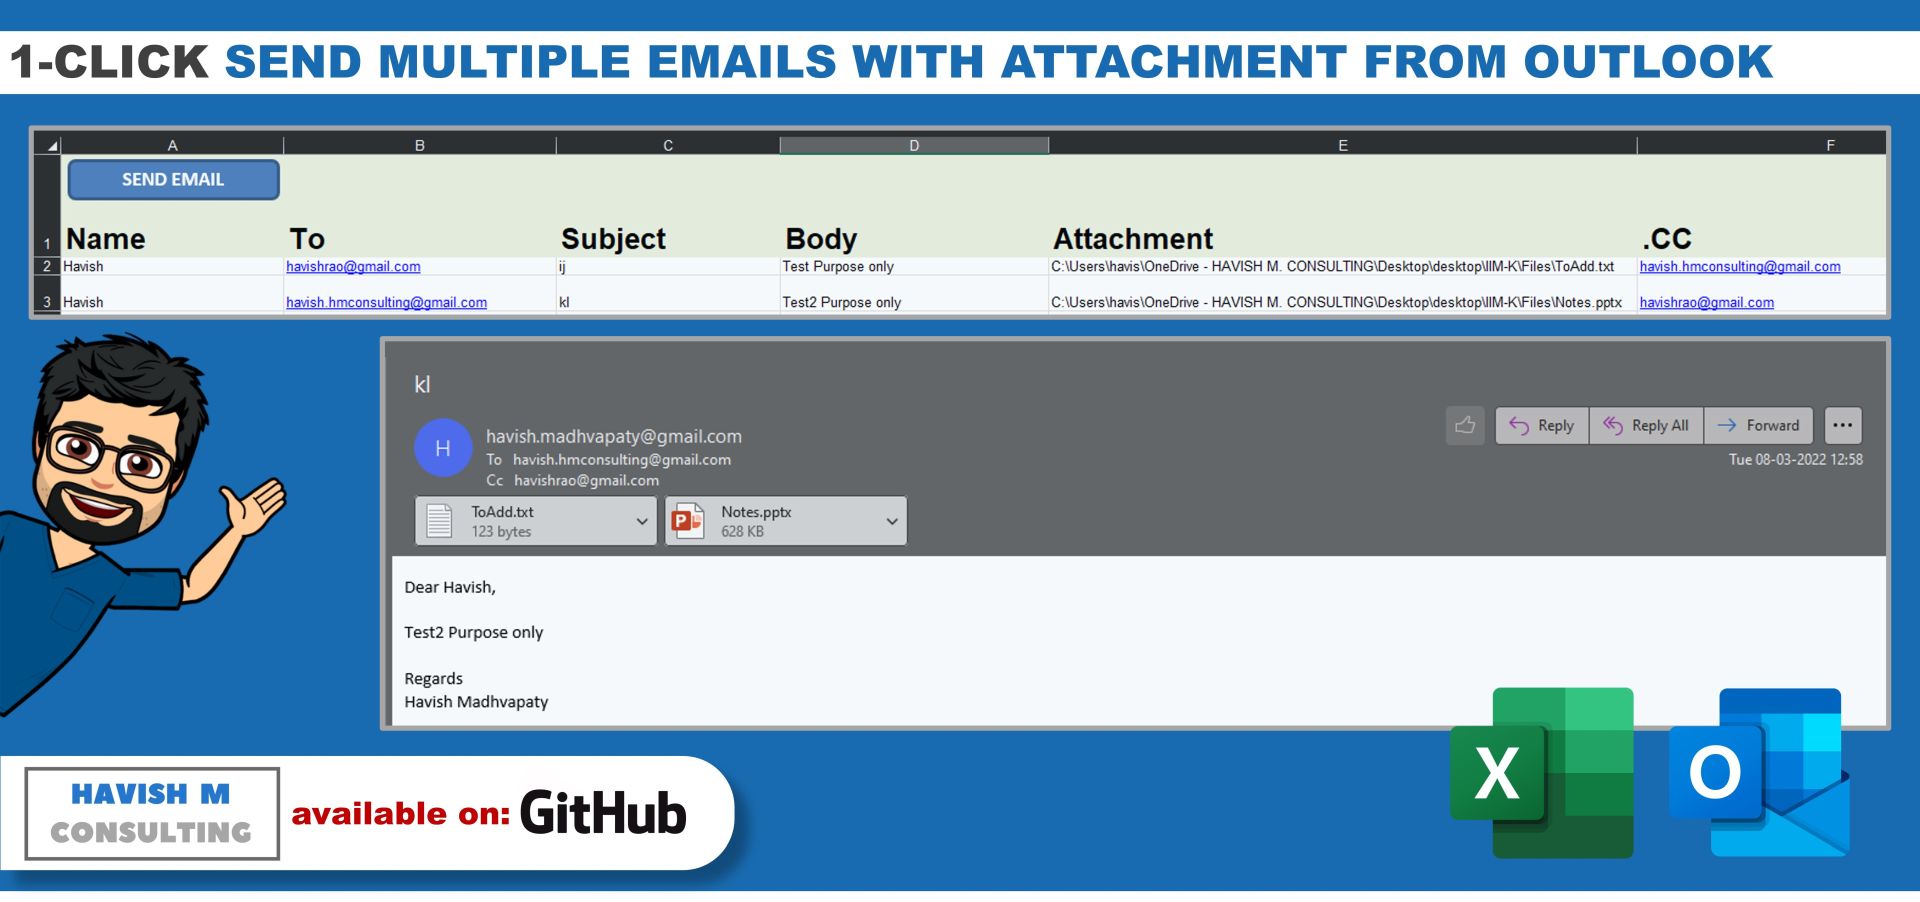 1-CLICK SEND MULTIPLE EMAILS WITH ATTACHMENT FROM OUTLOOK
A B C D E F
SEND EMAIL
1 Name To Subject Body Attachment .CC
2 Havish havishrao@gmail.com ij Test Purpose only C:\Users\havis\OneDrive - HAVISH M. CONSULTING\Desktop\desktop\IIM-K\Files\ToAdd.txt havish.hmconsulting@gmail.com
3 Havish havish.hmconsulting@gmail.com kl Test2 Purpose only C:\Users\havis\OneDrive - HAVISH M. CONSULTING\Desktop\desktop\IIM-K\Files\Notes.pptx havishrao@gmail.com
kl
H havish.madhvapaty@gmail.com
To havish.hmconsulting@gmail.com
Cc havishrao@gmail.com
Reply Reply All Forward ...
Tue 08-03-2022 12:58
ToAdd.txt
123 bytes
P Notes.pptx
628 KB
Dear Havish,
Test2 Purpose only
Regards
Havish Madhvapaty
X O
HAVISH M
CONSULTING
available on: GitHub